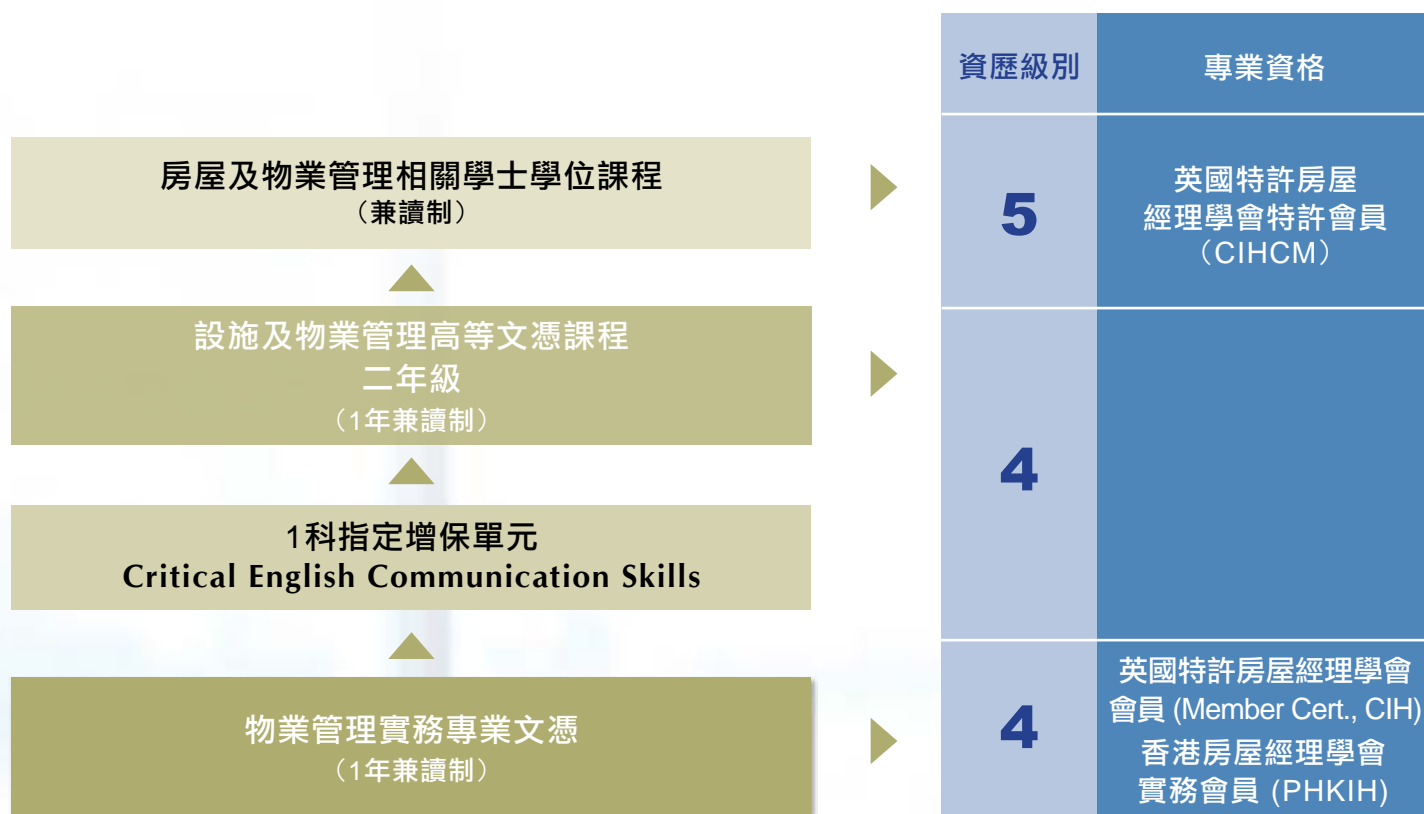 資歷級別
專業資格
房屋及物業管理相關學士學位課程
（兼讀制）
5
英國特許房屋
經理學會特許會員
（CIHCM）
設施及物業管理高等文憑課程
二年級
（1年兼讀制）
4
1科指定增保單元
Critical English Communication Skills
物業管理實務專業文憑
（1年兼讀制）
4
英國特許房屋經理學會
會員 (Member Cert., CIH)
香港房屋經理學會
實務會員 (PHKIH)